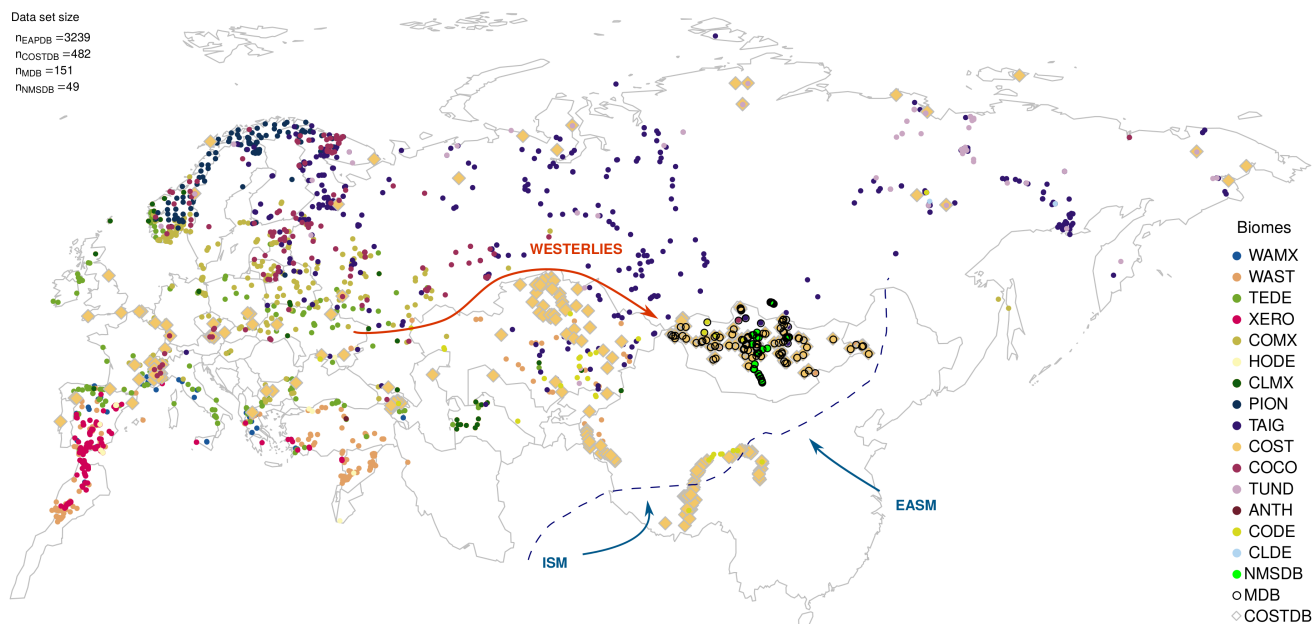 Data set size
nEAPDB =3239
nCOSTDB =482
nMDB =151
nNMSDB =49
WESTERLIES
EASM
ISM
Biomes
WAMX
WAST
TEDE
XERO
COMX
HODE
CLMX
PION
TAIG
COST
COCO
TUND
ANTH
CODE
CLDE
NMSDB
MDB
COSTDB